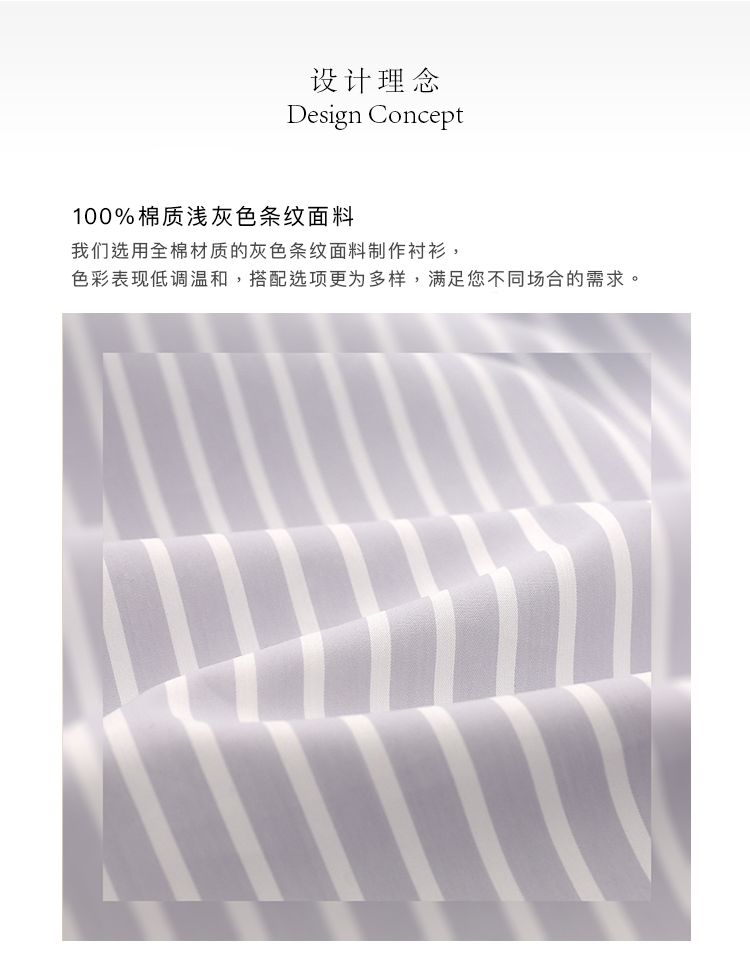 设计理念
Design Concept
100%棉质浅灰色条纹面料
我们选用全棉材质的灰色条纹面料制作衬衫，
色彩表现低调温和，搭配选项更为多样，满足您不同场合的需求。